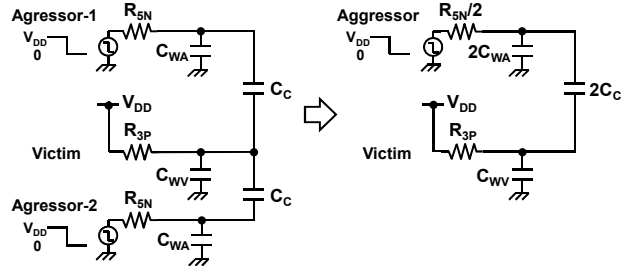 Agressor-1
V_DD
0
R_5N
C_WA
C_C
V_DD
R_3P
Victim
C_WV
C_C
Agressor-2
V_DD
0
R_5N
C_WA
Aggressor
V_DD
0
R_5N/2
2C_WA
2C_C
V_DD
R_3P
Victim
C_WV